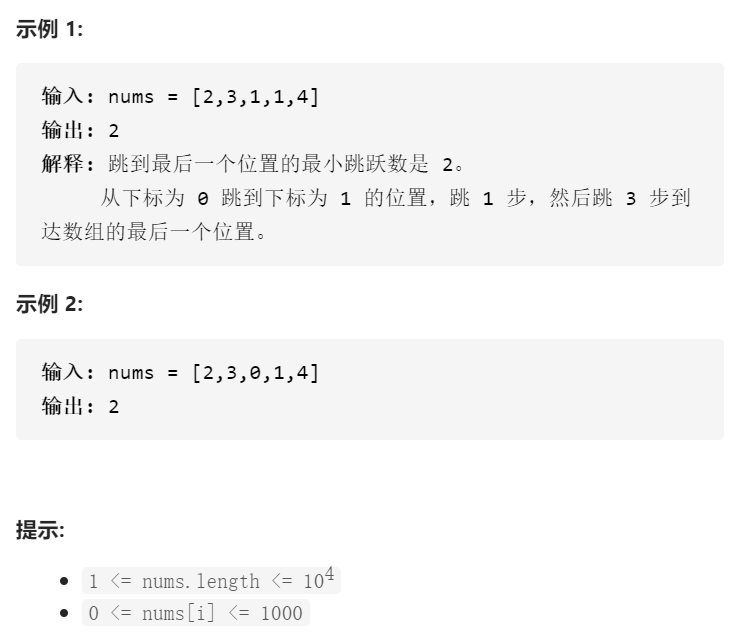 示例 1:
输入：nums = [2,3,1,1,4]
输出：2
解释：跳到最后一个位置的最小跳跃数是 2。
从下标为 0 跳到下标为 1 的位置，跳 1 步，然后跳 3 步到
达数组的最后一个位置。
示例 2:
输入：nums = [2,3,0,1,4]
输出：2
提示:
1 <= nums.length <= 10⁴
0 <= nums[i] <= 1000